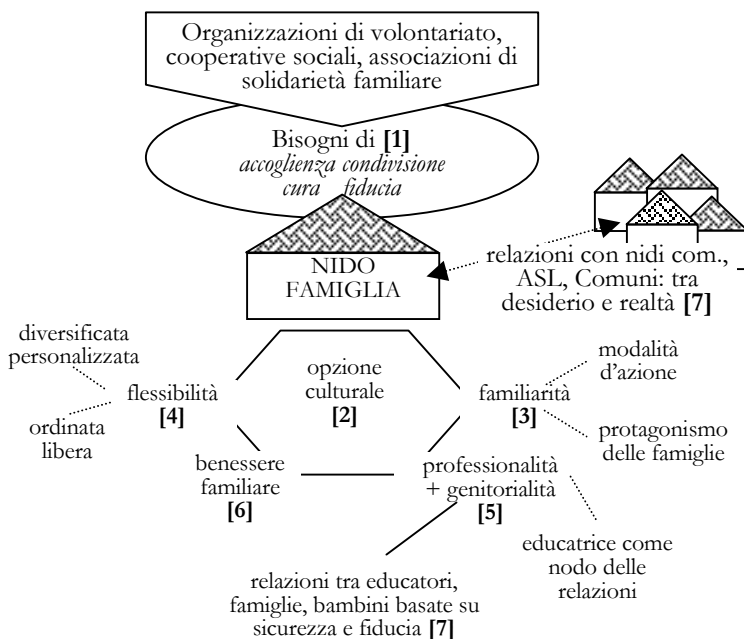 Organizzazioni di volontariato,
cooperative sociali, associazioni di
solidarietà familiare
Bisogni di [1]
accoglienza condivisione
cura fiducia
NIDO
FAMIGLIA
relazioni con nidi com.,
ASL, Comuni: tra
desiderio e realtà [7]
diversificata
personalizzata
flessibilità
[4]
ordinata
libera
opzione
culturale
[2]
familiarità
[3]
modalità
d'azione
protagonismo
delle famiglie
benessere
familiare
[6]
professionalità
+ genitorialità
[5]
educatrice come
nodo delle
relazioni
relazioni tra educatori,
famiglie, bambini basate su
sicurezza e fiducia [7]